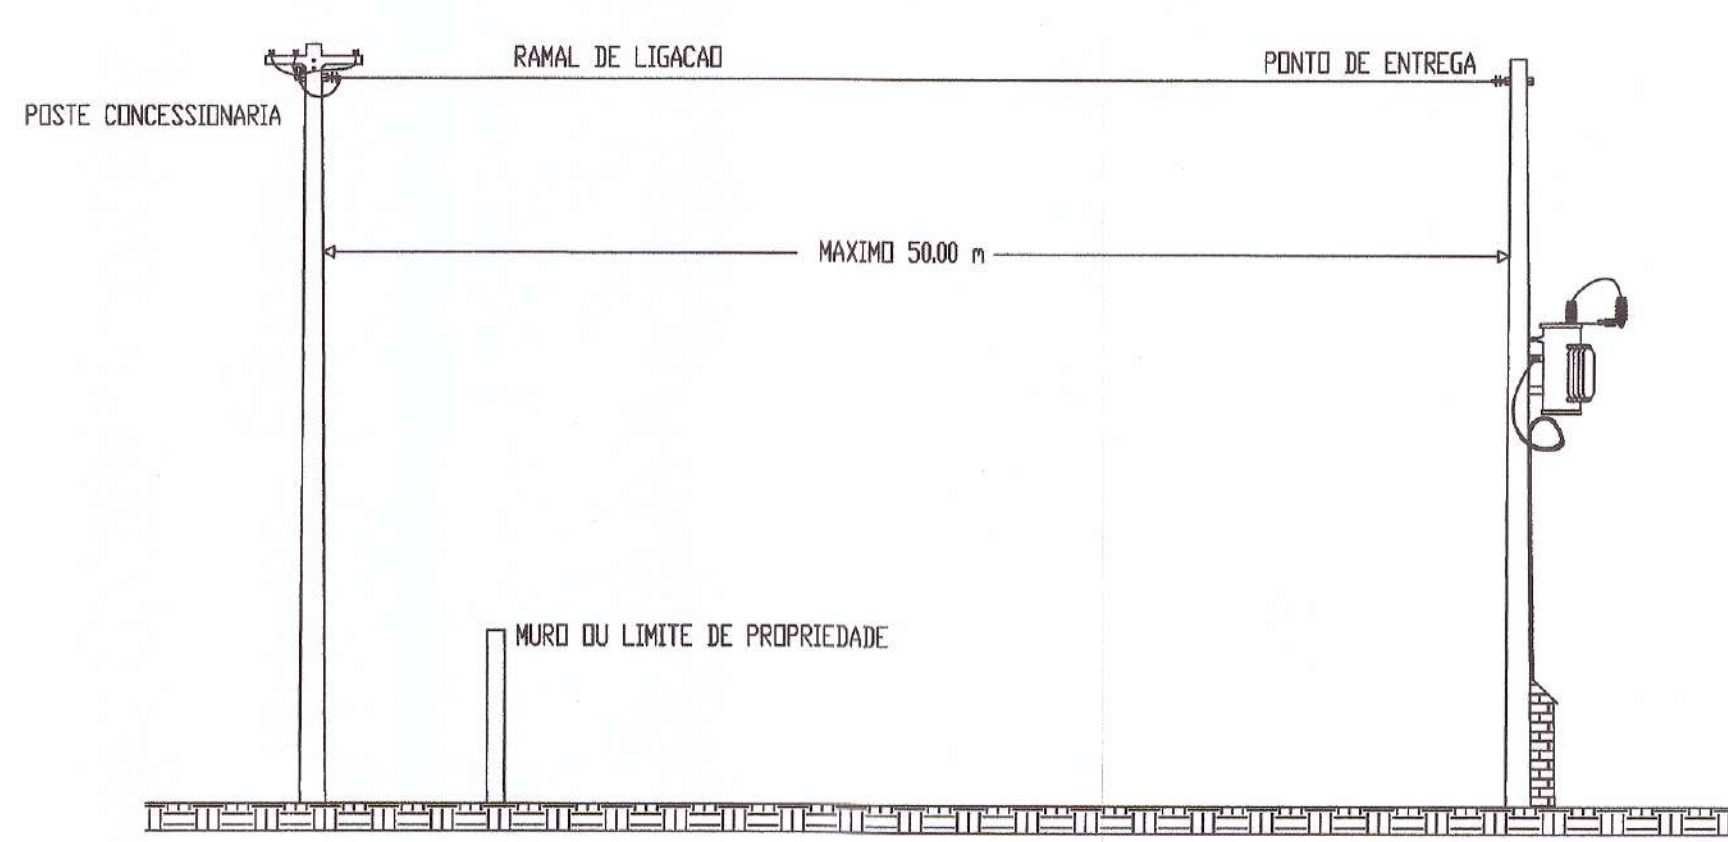 RAMAL DE LIGACAO
PONTO DE ENTREGA
POSTE CONCESSIONARIA
MAXIMO 50.00 m
MURO OU LIMITE DE PROPRIEDADE